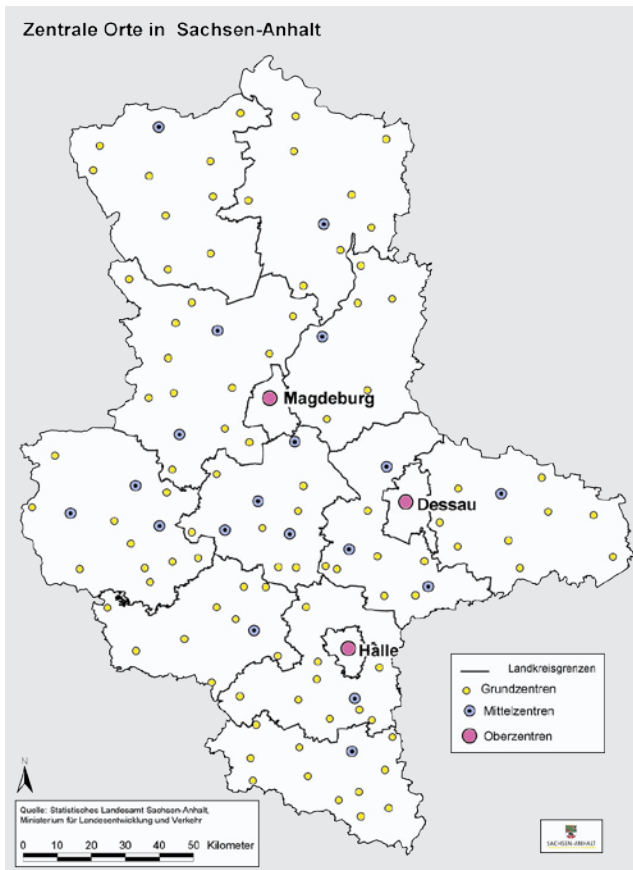 Zentrale Orte in Sachsen-Anhalt
Magdeburg
Dessau
Halle
Landkreisgrenzen
Grundzentren
Mittelzentren
Oberzentren
N
Quelle: Statistisches Landesamt Sachsen-Anhalt,
Ministerium für Landesentwicklung und Verkehr
0 10 20 30 40 50 Kilometer
SACHSEN-ANHALT